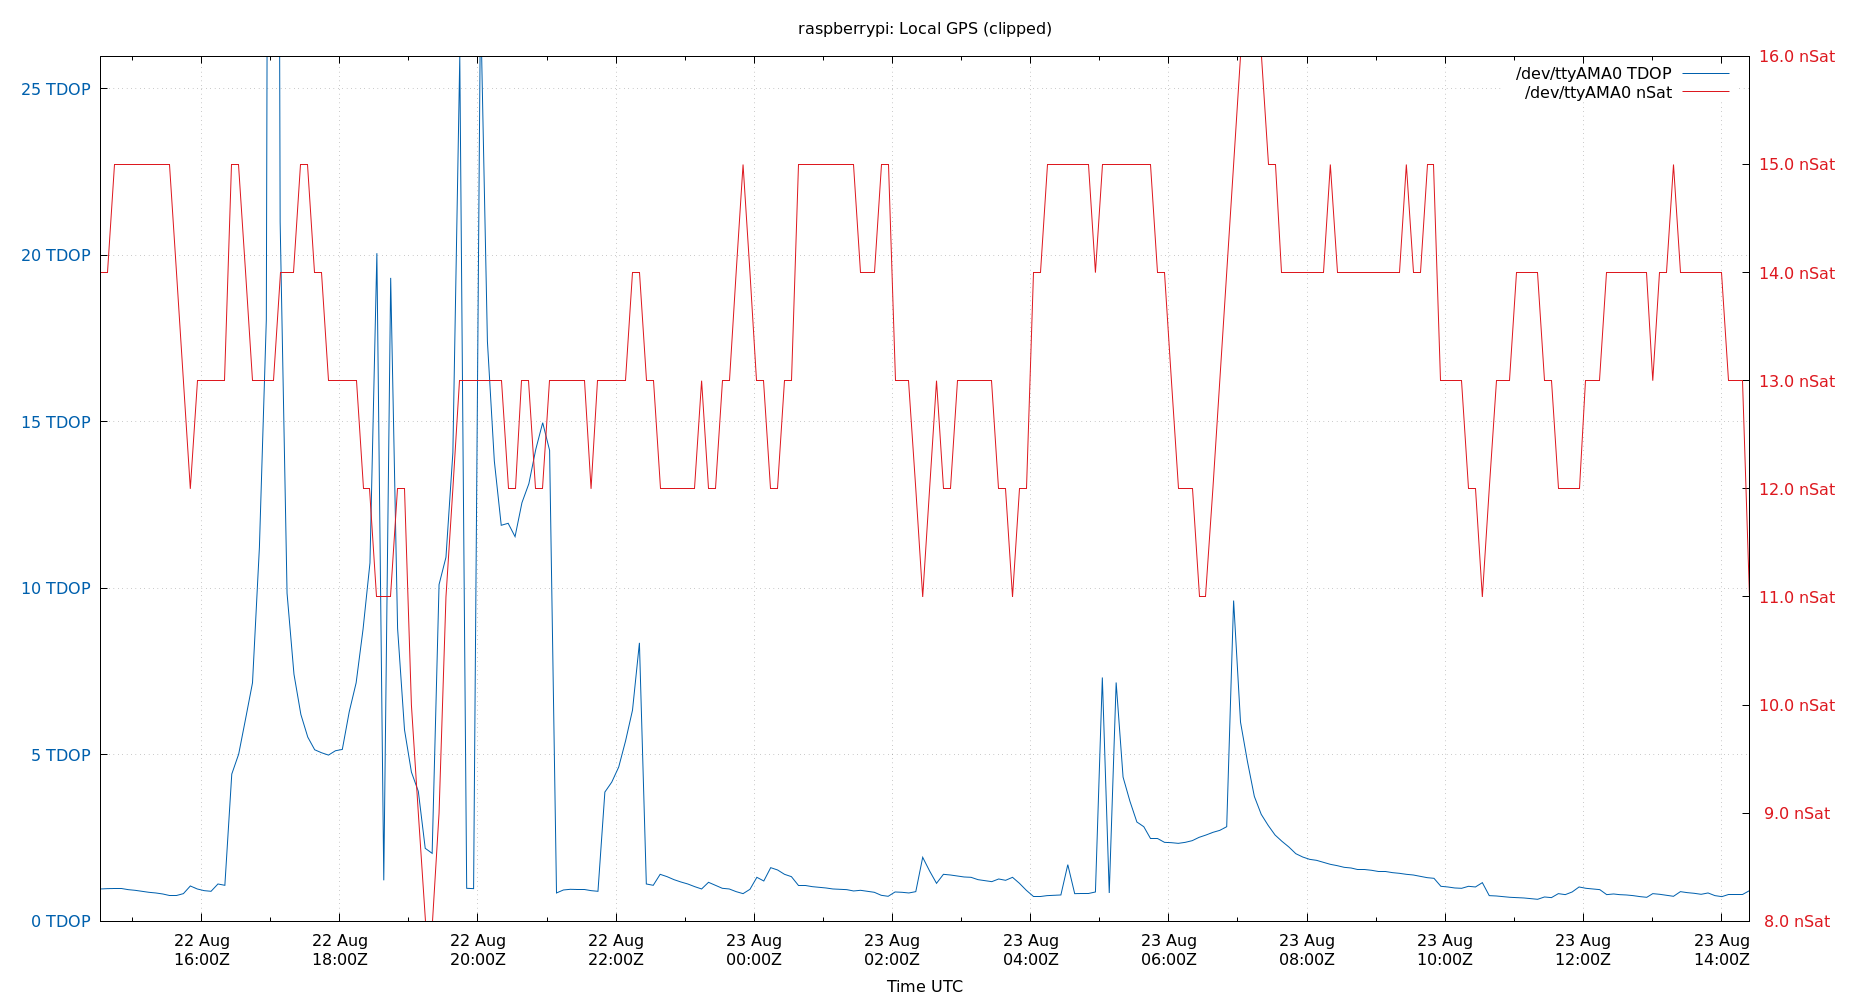 raspberrypi: Local GPS (clipped)
/dev/ttyAMA0 TDOP
/dev/ttyAMA0 nSat
25 TDOP
20 TDOP
15 TDOP
10 TDOP
5 TDOP
0 TDOP
16.0 nSat
15.0 nSat
14.0 nSat
13.0 nSat
12.0 nSat
11.0 nSat
10.0 nSat
9.0 nSat
8.0 nSat
22 Aug 22 Aug 22 Aug 22 Aug 23 Aug 23 Aug 23 Aug 23 Aug 23 Aug 23 Aug 23 Aug 23 Aug
16:00Z 18:00Z 20:00Z 22:00Z 00:00Z 02:00Z 04:00Z 06:00Z 08:00Z 10:00Z 12:00Z 14:00Z
Time UTC